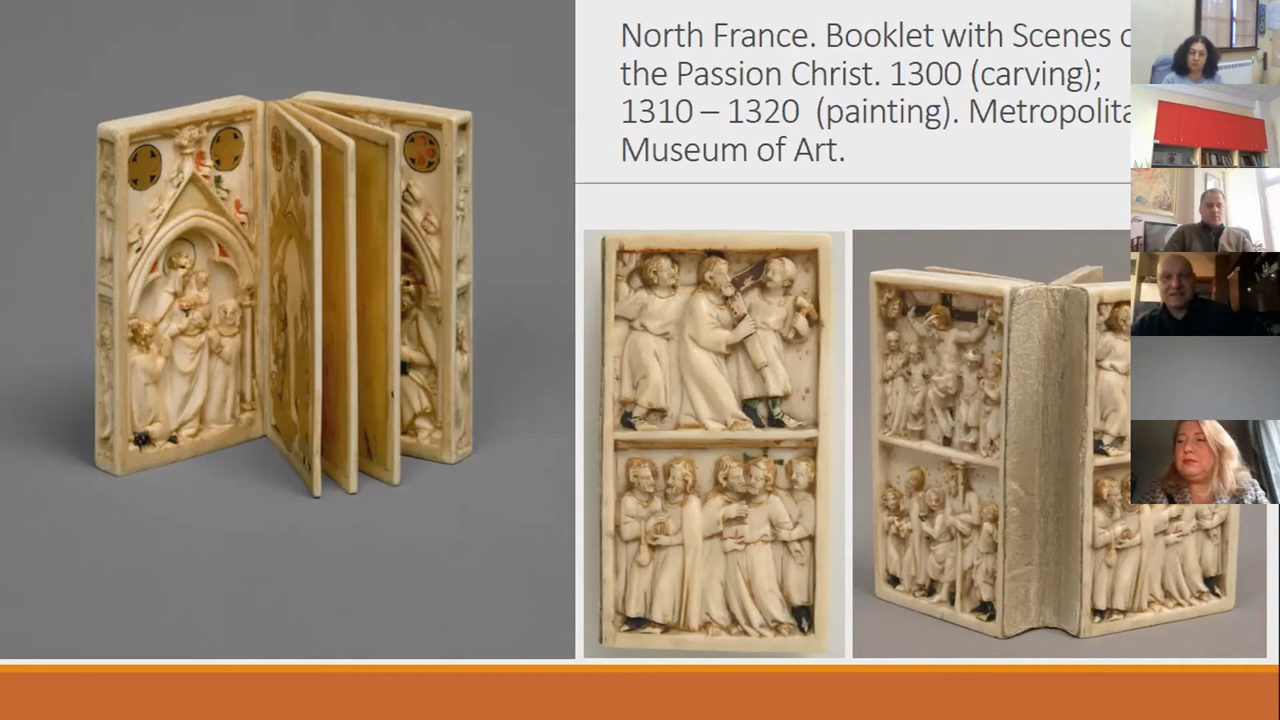 North France. Booklet with Scenes
the Passion Christ. 1300 (carving);
1310 – 1320 (painting). Metropolita
Museum of Art.